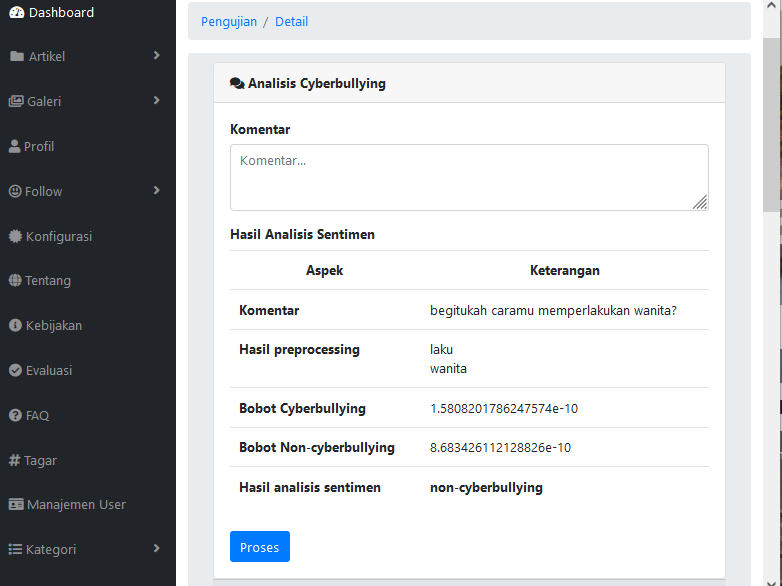 Dashboard
Artikel
Galeri
Profil
Follow
Konfigurasi
Tentang
Kebijakan
Evaluasi
FAQ
# Tagar
Manajemen User
Kategori
Pengujian / Detail
Analisis Cyberbullying
Komentar
Komentar...
Hasil Analisis Sentimen
Aspek Keterangan
Komentar begitukah caramu memperlakukan wanita?
Hasil preprocessing laku
wanita
Bobot Cyberbullying 1.5808201786247574e-10
Bobot Non-cyberbullying 8.683426112128826e-10
Hasil analisis sentimen non-cyberbullying
Proses